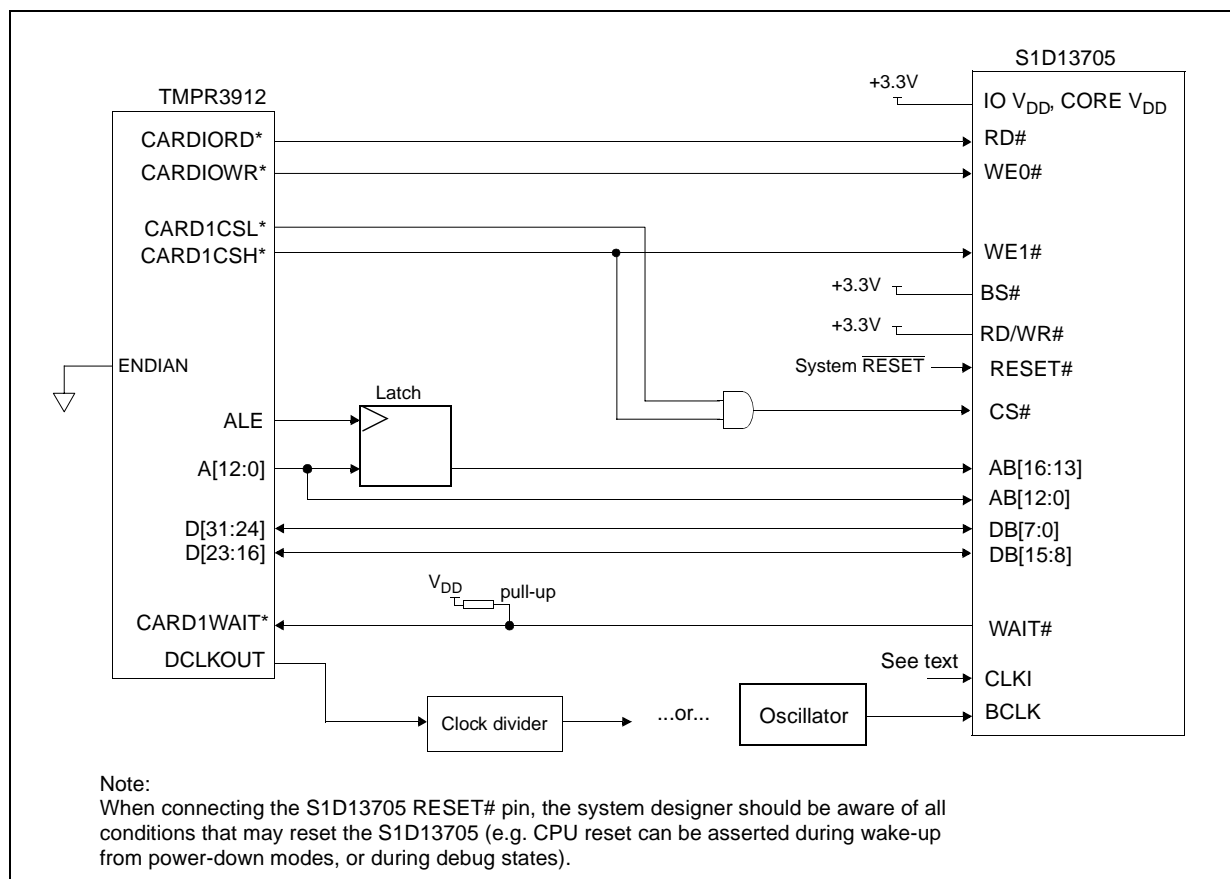 S1D13705
+3.3V
IO VDD, CORE VDD
TMPR3912
CARDIORD*
RD#
CARDIOWR*
WE0#
CARD1CSL*
CARD1CSH*
WE1#
+3.3V
BS#
+3.3V
RD/WR#
ENDIAN
System RESET
RESET#
Latch
ALE
CS#
A[12:0]
AB[16:13]
AB[12:0]
D[31:24]
DB[7:0]
D[23:16]
DB[15:8]
VDD
pull-up
CARD1WAIT*
WAIT#
DCLKOUT
See text
CLKI
Clock divider
...or...
Oscillator
BCLK
Note:
When connecting the S1D13705 RESET# pin, the system designer should be aware of all
conditions that may reset the S1D13705 (e.g. CPU reset can be asserted during wake-up
from power-down modes, or during debug states).